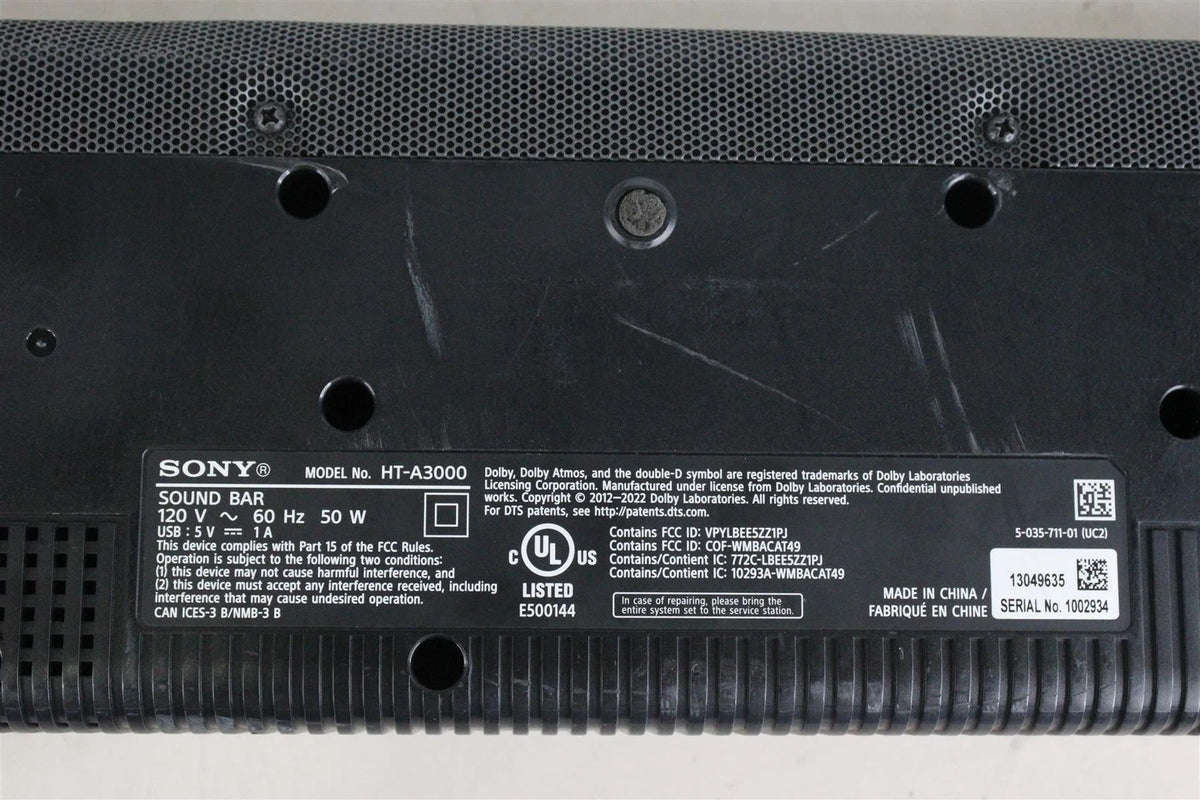 SONY®
MODEL No. HT-A3000
SOUND BAR
120 V ~ 60 Hz 50 W
USB : 5 V ⎓ 1 A
This device complies with Part 15 of the FCC Rules.
Operation is subject to the following two conditions:
(1) this device may not cause harmful interference, and
(2) this device must accept any interference received, including
interference that may cause undesired operation.
CAN ICES-3 B/NMB-3 B
Dolby, Dolby Atmos, and the double-D symbol are registered trademarks of Dolby Laboratories
Licensing Corporation. Manufactured under license from Dolby Laboratories. Confidential unpublished
works. Copyright © 2012—2022 Dolby Laboratories. All rights reserved.
For DTS patents, see http://patents.dts.com.
C UL US
LISTED
E500144
Contains FCC ID: VPYLBEE5ZZ1PJ
Contains FCC ID: COF-WMBACAT49
Contains/Contient IC: 772C-LBEE5ZZ1PJ
Contains/Contient IC: 10293A-WMBACAT49
In case of repairing, please bring the
entire system set to the service station.
5-035-711-01 (UC2)
MADE IN CHINA /
FABRIQUÉ EN CHINE
13049635
SERIAL No. 1002934